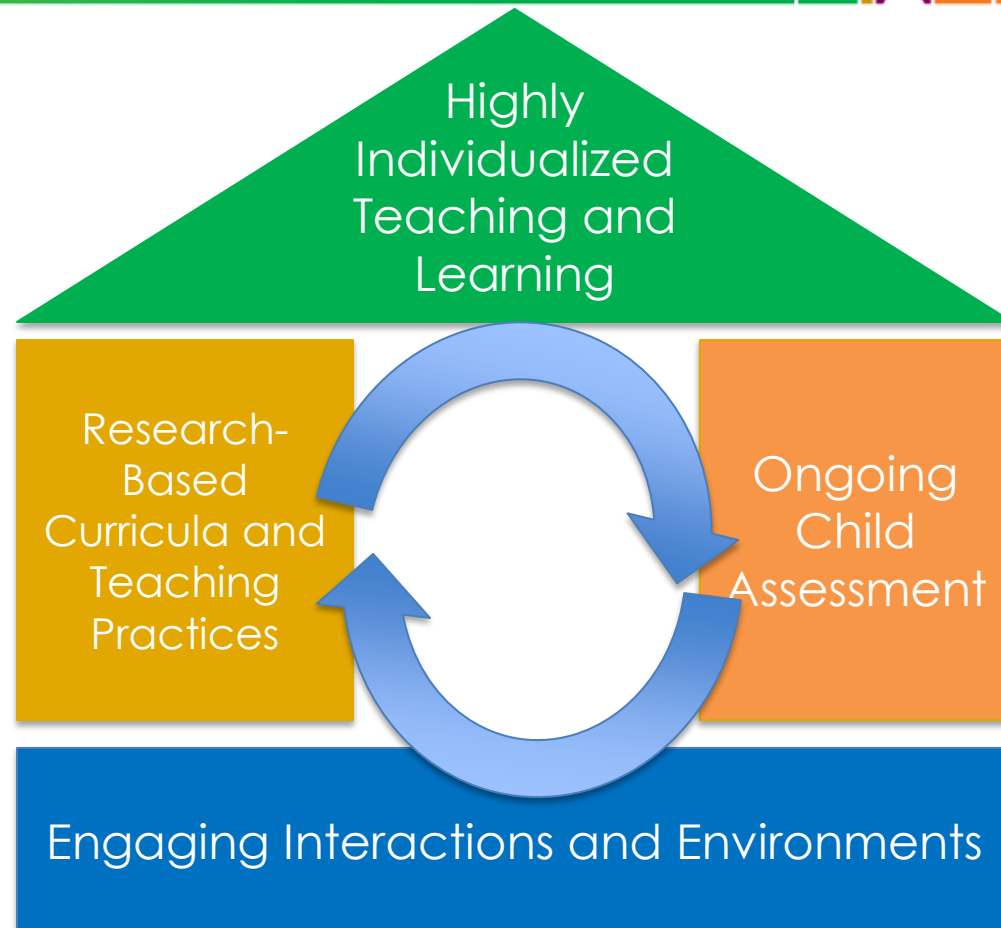 Highly
Individualized
Teaching and
Learning
Research-
Based
Curricula and
Teaching
Practices
Ongoing
Child
Assessment
Engaging Interactions and Environments